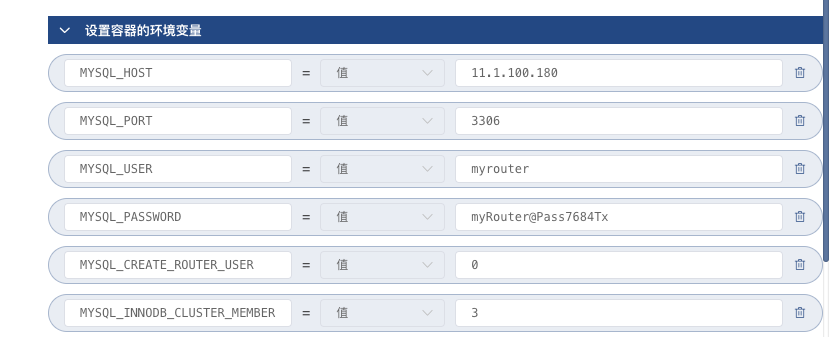 设置容器的环境变量
MYSQL_HOST = 值 11.1.100.180
MYSQL_PORT = 值 3306
MYSQL_USER = 值 myrouter
MYSQL_PASSWORD = 值 myRouter@Pass7684Tx
MYSQL_CREATE_ROUTER_USER = 值 0
MYSQL_INNODB_CLUSTER_MEMBER = 值 3